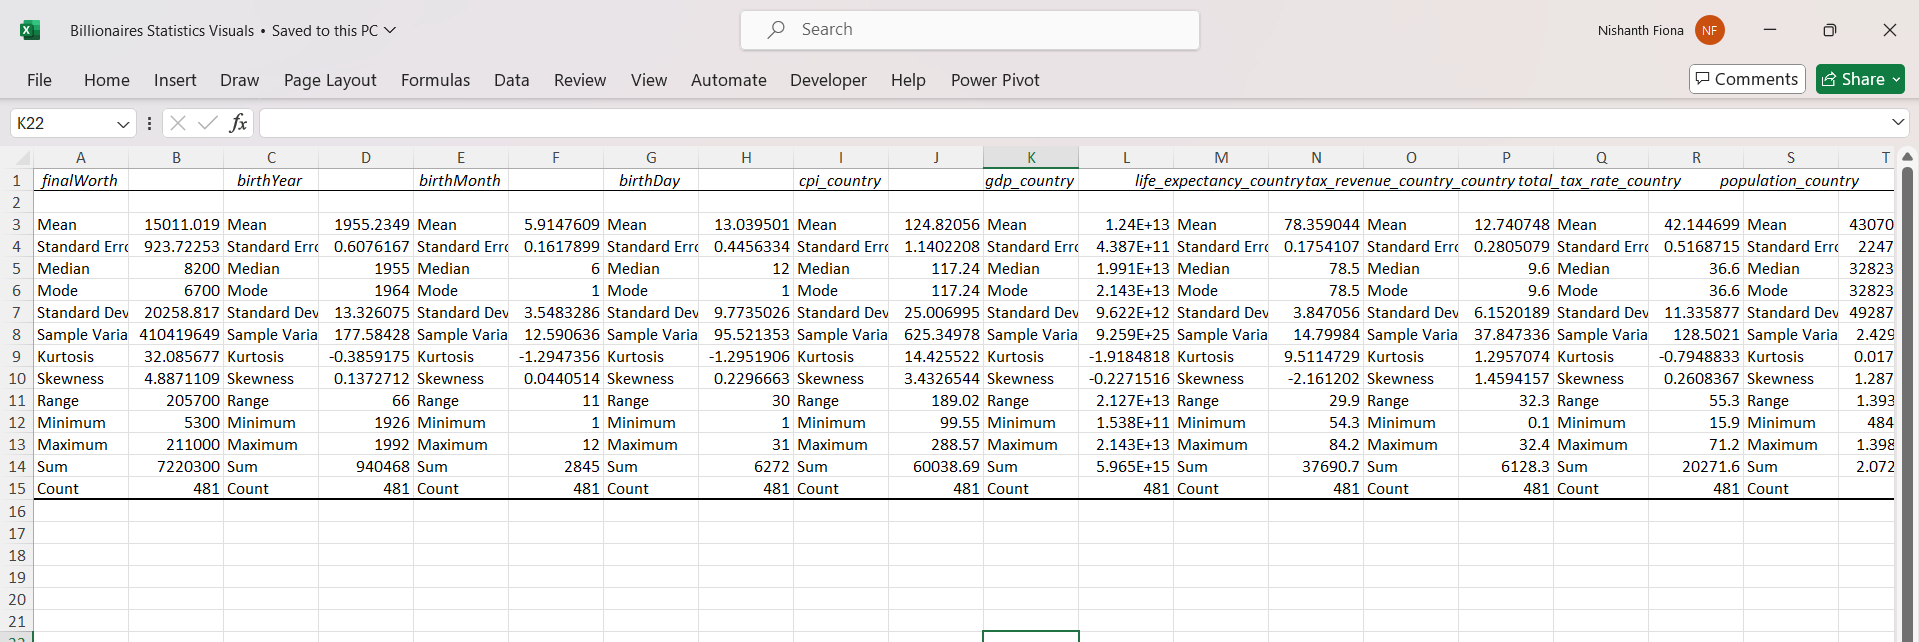 Billionaires Statistics Visuals • Saved to this PC
Search
Nishanth Fiona NF
File Home Insert Draw Page Layout Formulas Data Review View Automate Developer Help Power Pivot
Comments Share
K22 fx
A B C D E F G H I J K L M N O P Q R S T
1 finalWorth birthYear birthMonth birthDay cpi_country gdp_country life_expectancy_country tax_revenue_country_country total_tax_rate_country population_country
2
3 Mean 15011.019 Mean 1955.2349 Mean 5.9147609 Mean 13.039501 Mean 124.82056 Mean 1.24E+13 Mean 78.359044 Mean 12.740748 Mean 42.144699 Mean 43070
4 Standard Erro 923.72253 Standard Erro 0.6076167 Standard Erro 0.1617899 Standard Erro 0.4456334 Standard Erro 1.1402208 Standard Erro 4.387E+11 Standard Erro 0.1754107 Standard Erro 0.2805079 Standard Erro 0.5168715 Standard Erro 2247
5 Median 8200 Median 1955 Median 6 Median 12 Median 117.24 Median 1.991E+13 Median 78.5 Median 9.6 Median 36.6 Median 32823
6 Mode 6700 Mode 1964 Mode 1 Mode 1 Mode 117.24 Mode 2.143E+13 Mode 78.5 Mode 9.6 Mode 36.6 Mode 32823
7 Standard Dev 20258.817 Standard Dev 13.326075 Standard Dev 3.5483286 Standard Dev 9.7735026 Standard Dev 25.006995 Standard Dev 9.622E+12 Standard Dev 3.847056 Standard Dev 6.1520189 Standard Dev 11.335877 Standard Dev 49287
8 Sample Varia 410419649 Sample Varia 177.58428 Sample Varia 12.590636 Sample Varia 95.521353 Sample Varia 625.34978 Sample Varia 9.259E+25 Sample Varia 14.79984 Sample Varia 37.847336 Sample Varia 128.5021 Sample Varia 2.429
9 Kurtosis 32.085677 Kurtosis -0.3859175 Kurtosis -1.2947356 Kurtosis -1.2951906 Kurtosis 14.425522 Kurtosis -1.9184818 Kurtosis 9.5114729 Kurtosis 1.2957074 Kurtosis -0.7948833 Kurtosis 0.017
10 Skewness 4.8871109 Skewness 0.1372712 Skewness 0.0440514 Skewness 0.2296663 Skewness 3.4326544 Skewness -0.2271516 Skewness -2.161202 Skewness 1.4594157 Skewness 0.2608367 Skewness 1.287
11 Range 205700 Range 66 Range 11 Range 30 Range 189.02 Range 2.127E+13 Range 29.9 Range 32.3 Range 55.3 Range 1.393
12 Minimum 5300 Minimum 1926 Minimum 1 Minimum 1 Minimum 99.55 Minimum 1.538E+11 Minimum 54.3 Minimum 0.1 Minimum 15.9 Minimum 484
13 Maximum 211000 Maximum 1992 Maximum 12 Maximum 31 Maximum 288.57 Maximum 2.143E+13 Maximum 84.2 Maximum 32.4 Maximum 71.2 Maximum 1.398
14 Sum 7220300 Sum 940468 Sum 2845 Sum 6272 Sum 60038.69 Sum 5.965E+15 Sum 37690.7 Sum 6128.3 Sum 20271.6 Sum 2.072
15 Count 481 Count 481 Count 481 Count 481 Count 481 Count 481 Count 481 Count 481 Count 481 Count
16
17
18
19
20
21